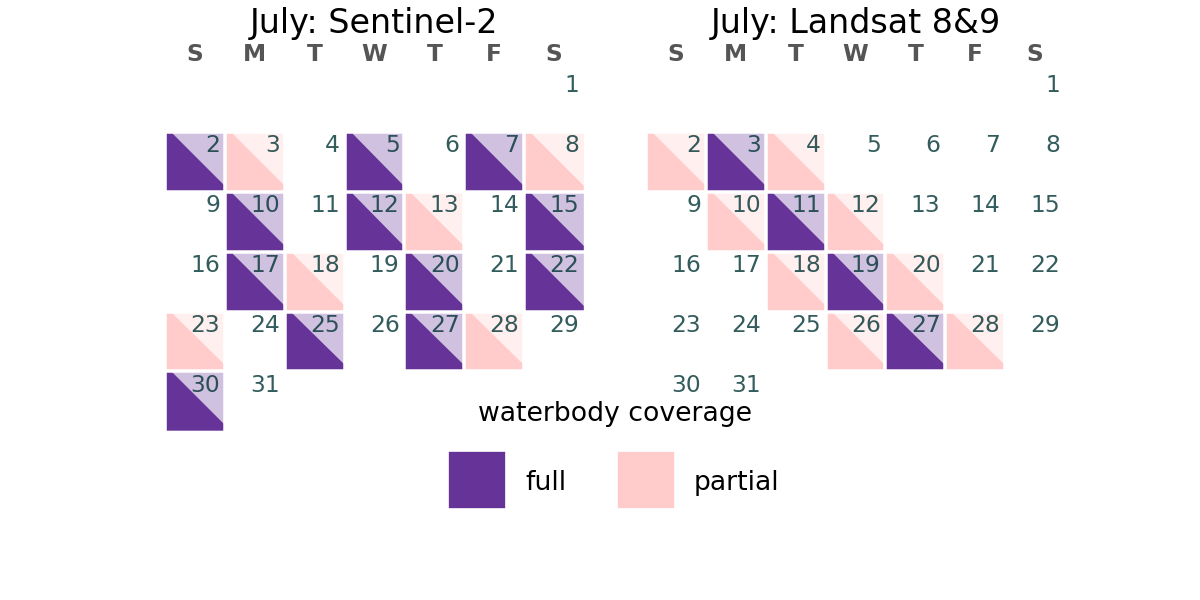 July: Sentinel-2
S M T W T F S
1
2 3 4 5 6 7 8
9 10 11 12 13 14 15
16 17 18 19 20 21 22
23 24 25 26 27 28 29
30 31
July: Landsat 8&9
S M T W T F S
1
2 3 4 5 6 7 8
9 10 11 12 13 14 15
16 17 18 19 20 21 22
23 24 25 26 27 28 29
30 31
waterbody coverage
full partial